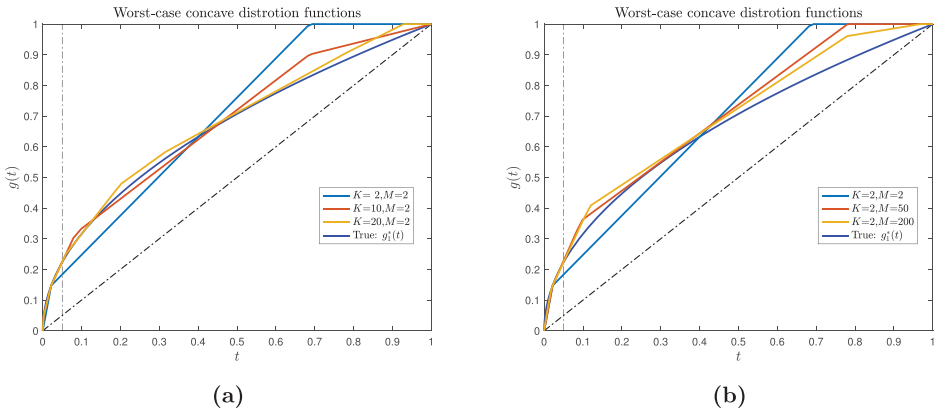 Worst-case concave distrotion functions
g(t)
1
0.9
0.8
0.7
0.6
0.5
0.4
0.3
0.2
0.1
0
K= 2,M=2
K=10,M=2
K=20,M=2
True: g₁*(t)
0 0.1 0.2 0.3 0.4 0.5 0.6 0.7 0.8 0.9 1
t
(a)
Worst-case concave distrotion functions
g(t)
1
0.9
0.8
0.7
0.6
0.5
0.4
0.3
0.2
0.1
0
K=2,M=2
K=2,M=50
K=2,M=200
True: g₁*(t)
0 0.1 0.2 0.3 0.4 0.5 0.6 0.7 0.8 0.9 1
t
(b)